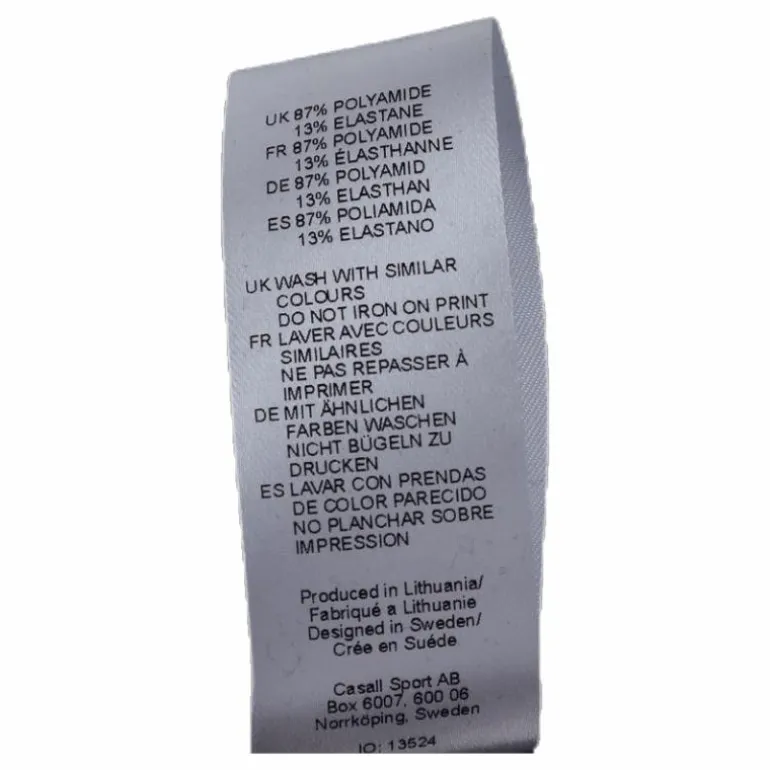 UK 87% POLYAMIDE
13% ELASTANE
FR 87% POLYAMIDE
13% ÉLASTHANNE
DE 87% POLYAMID
13% ELASTHAN
ES 87% POLIAMIDA
13% ELASTANO
UK WASH WITH SIMILAR
COLOURS
DO NOT IRON ON PRINT
FR LAVER AVEC COULEURS
SIMILAIRES
NE PAS REPASSER À
IMPRIMER
DE MIT ÄHNLICHEN
FARBEN WASCHEN
NICHT BÜGELN ZU
DRUCKEN
ES LAVAR CON PRENDAS
DE COLOR PARECIDO
NO PLANCHAR SOBRE
IMPRESSION
Produced in Lithuania/
Fabriqué a Lithuanie
Designed in Sweden/
Crée en Suéde
Casall Sport AB
Box 6007, 600 06
Norrköping, Sweden
IO: 13524